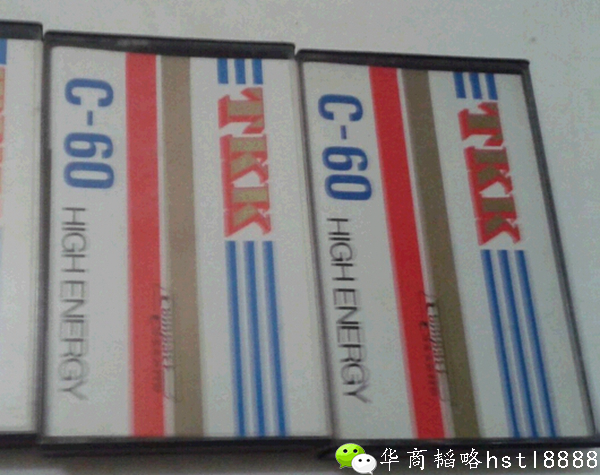 TKK
C-60
HIGH ENERGY
TKK
C-60
HIGH ENERGY
华商韬略hstl8888